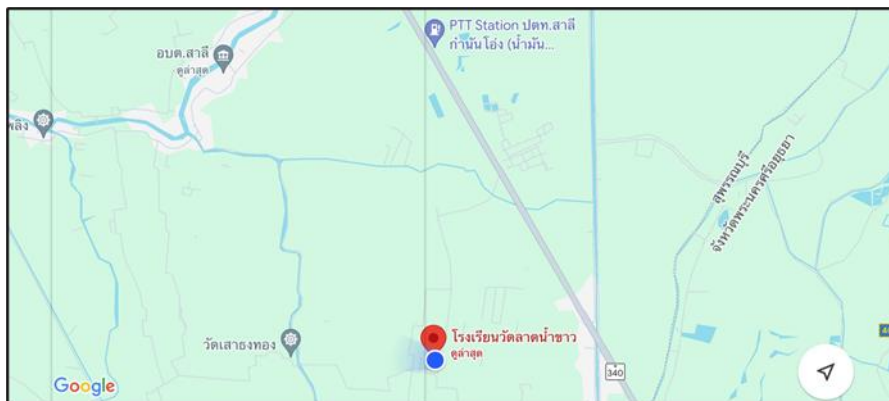 PTT Station ปตท.สาลี
กำนันโอ่ง (น้ำมัน...
อบต.สาลี
ดูล่าสุด
พลิง
สุพรรณบุรี
จังหวัดพระนครศรีอยุธยา
โรงเรียนวัดลาดน้ำขาว
ดูล่าสุด
วัดเสาธงทอง
340
Google